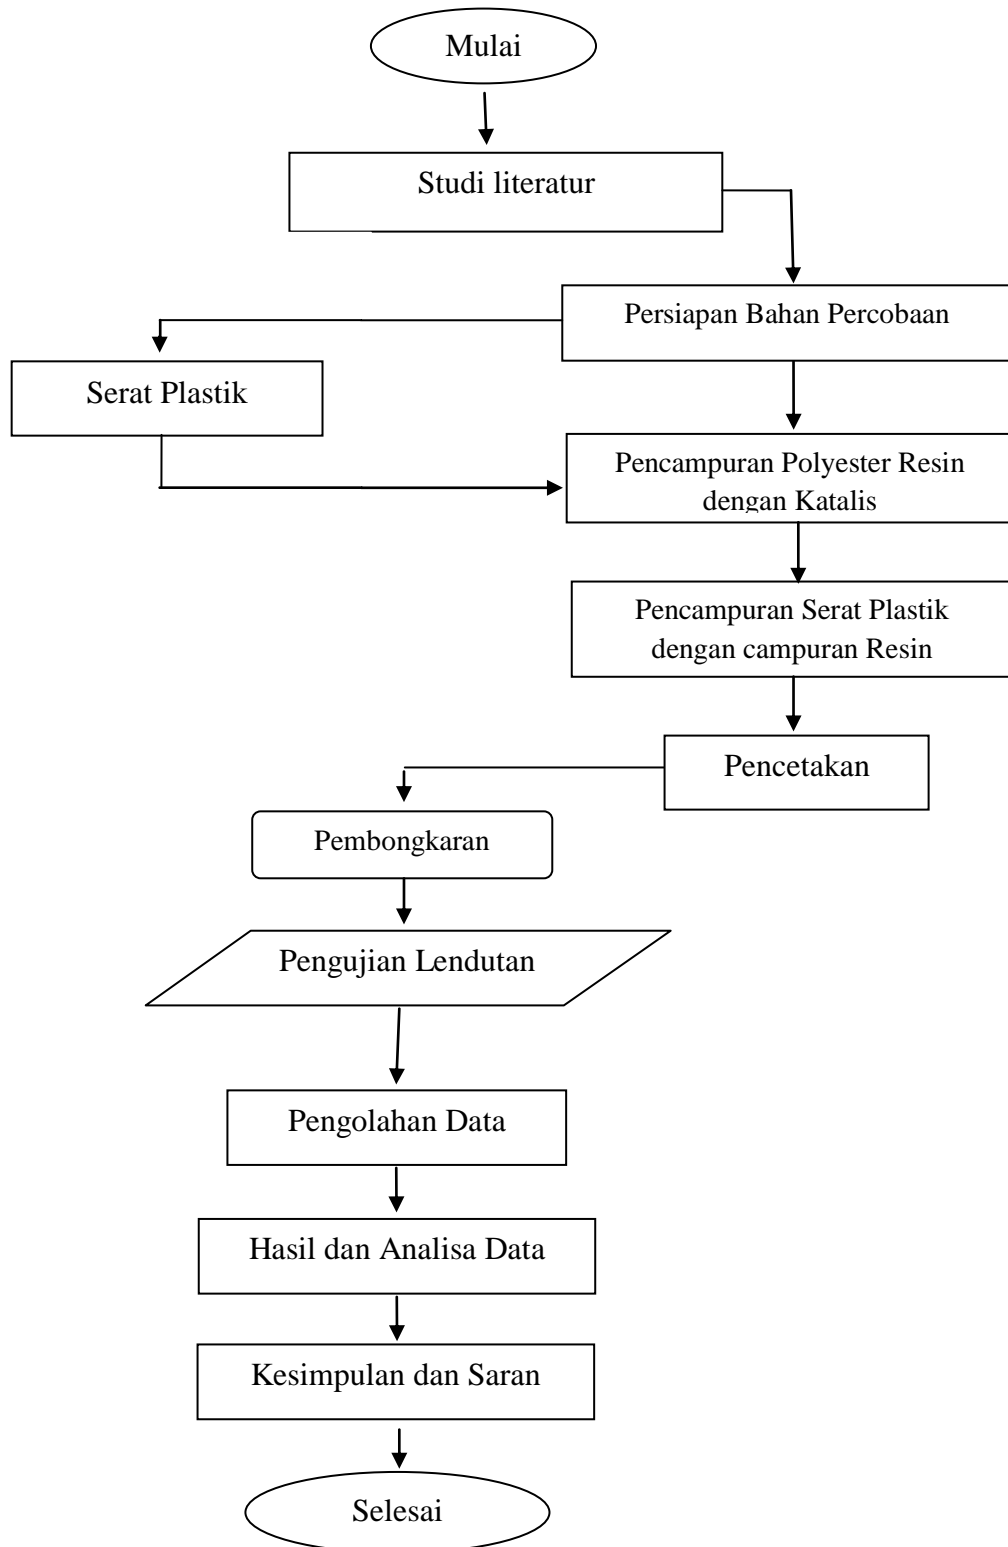 Mulai
Studi literatur
Persiapan Bahan Percobaan
Serat Plastik
Pencampuran Polyester Resin
dengan Katalis
Pencampuran Serat Plastik
dengan campuran Resin
Pencetakan
Pembongkaran
Pengujian Lendutan
Pengolahan Data
Hasil dan Analisa Data
Kesimpulan dan Saran
Selesai